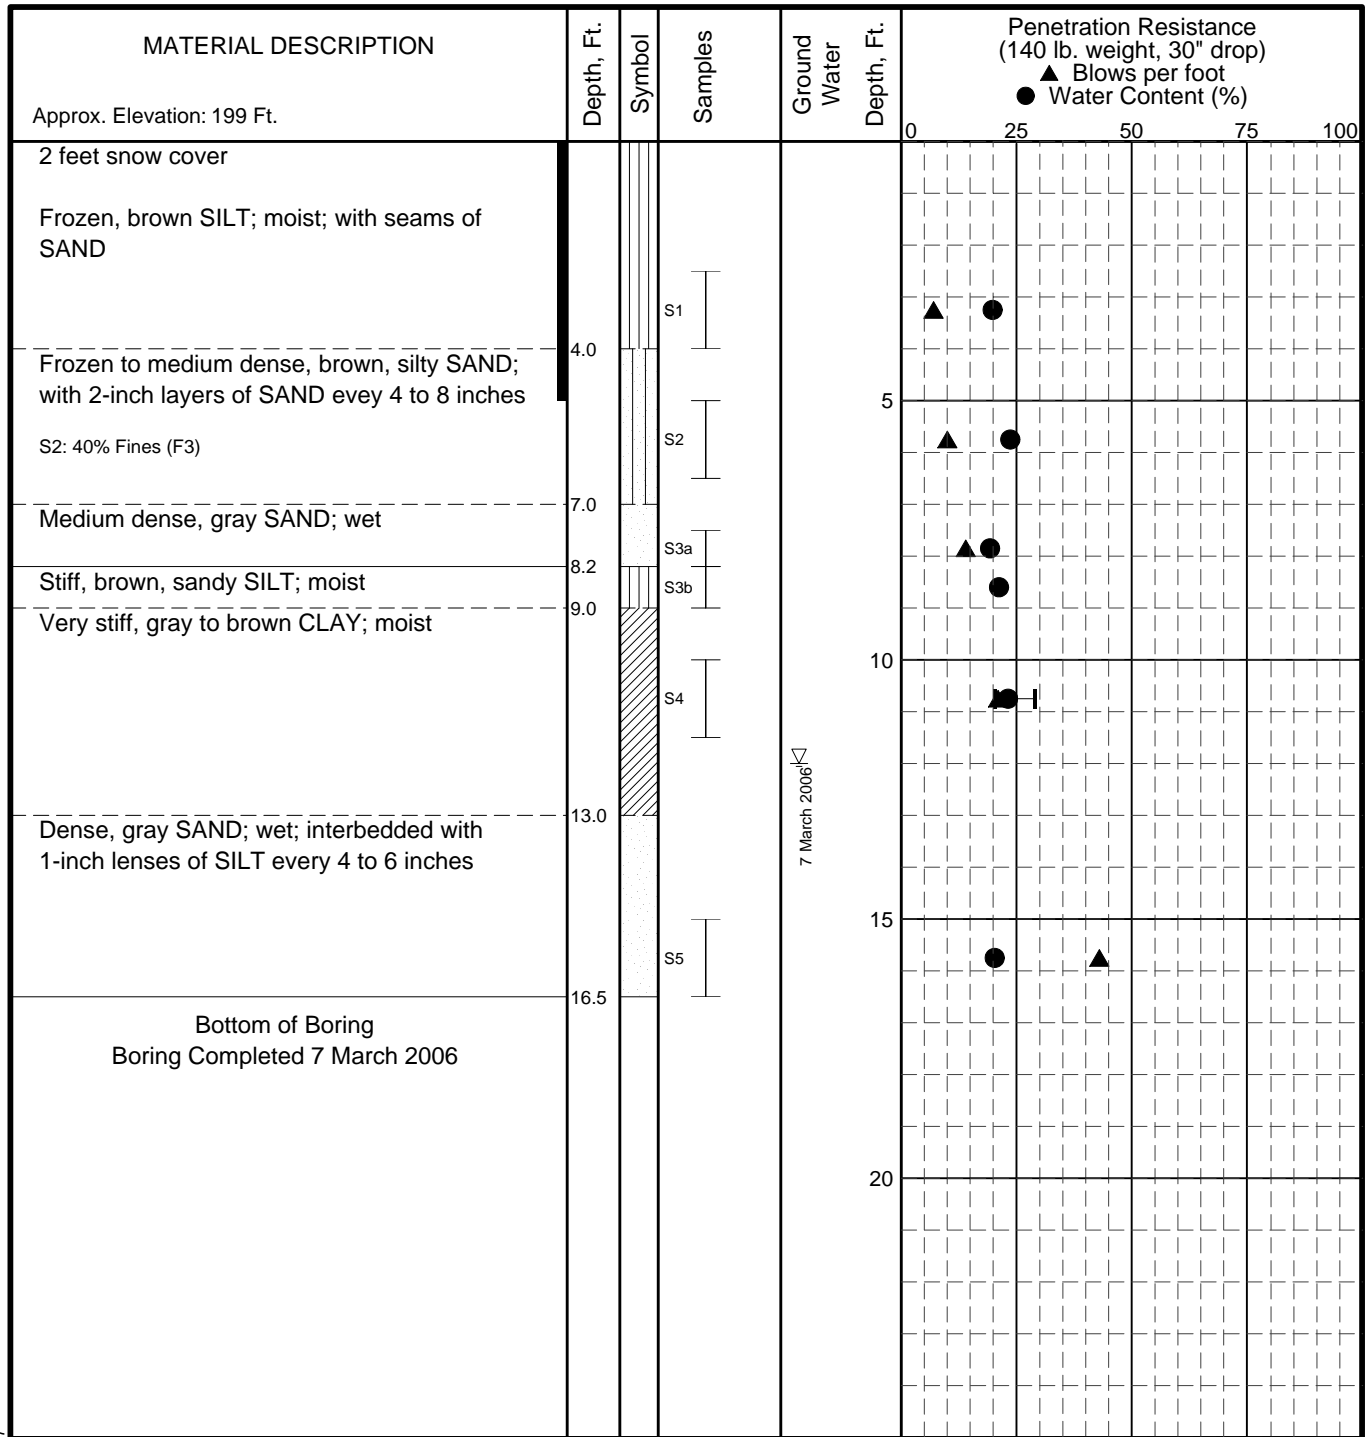 MATERIAL DESCRIPTION
Approx. Elevation: 199 Ft.
Depth, Ft.
Symbol
Samples
Ground
Water
Depth, Ft.
Penetration Resistance
(140 lb. weight, 30" drop)
▲ Blows per foot
● Water Content (%)
0 25 50 75 100
2 feet snow cover
Frozen, brown SILT; moist; with seams of
SAND
S1
4.0
Frozen to medium dense, brown, silty SAND;
with 2-inch layers of SAND evey 4 to 8 inches
5
S2: 40% Fines (F3)
S2
7.0
Medium dense, gray SAND; wet
S3a
8.2
Stiff, brown, sandy SILT; moist
S3b
9.0
Very stiff, gray to brown CLAY; moist
10
S4
7 March 2006
13.0
Dense, gray SAND; wet; interbedded with
1-inch lenses of SILT every 4 to 6 inches
15
S5
16.5
Bottom of Boring
Boring Completed 7 March 2006
20